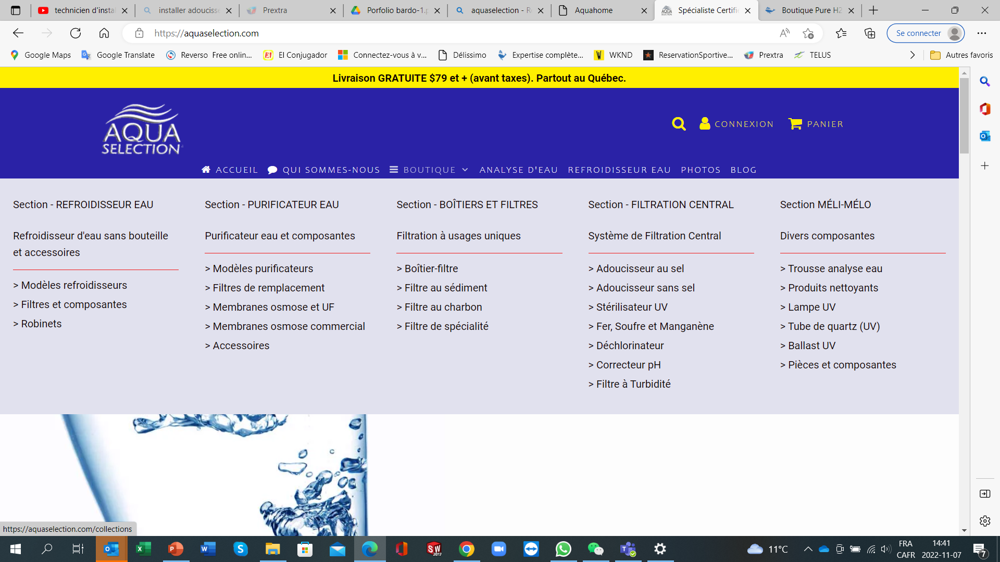 technicien d'instal
installer adoucisse
Prextra
Porfolio bardo-1.p
aquaselection - R
Aquahome
Spécialiste Certifi
Boutique Pure H2
https://aquaselection.com
Se connecter
Google Maps
Google Translate
Reverso Free onlin...
El Conjugador
Connectez-vous à v...
Délissimo
Expertise complète...
WKND
ReservationSportive...
Prextra
TELUS
Autres favoris
Livraison GRATUITE $79 et + (avant taxes). Partout au Québec.
AQUA
SELECTION
CONNEXION
PANIER
ACCUEIL
QUI SOMMES-NOUS
BOUTIQUE
ANALYSE D'EAU
REFROIDISSEUR EAU
PHOTOS
BLOG
Section - REFROIDISSEUR EAU
Refroidisseur d'eau sans bouteille
et accessoires
> Modèles refroidisseurs
> Filtres et composantes
> Robinets
Section - PURIFICATEUR EAU
Purificateur eau et composantes
> Modèles purificateurs
> Filtres de remplacement
> Membranes osmose et UF
> Membranes osmose commercial
> Accessoires
Section - BOÎTIERS ET FILTRES
Filtration à usages uniques
> Boîtier-filtre
> Filtre au sédiment
> Filtre au charbon
> Filtre de spécialité
Section - FILTRATION CENTRAL
Système de Filtration Central
> Adoucisseur au sel
> Adoucisseur sans sel
> Stérilisateur UV
> Fer, Soufre et Manganène
> Déchlorinateur
> Correcteur pH
> Filtre à Turbidité
Section MÉLI-MÉLO
Divers composantes
> Trousse analyse eau
> Produits nettoyants
> Lampe UV
> Tube de quartz (UV)
> Ballast UV
> Pièces et composantes
https://aquaselection.com/collections
11°C
FRA
CAFR
14:41
2022-11-07
7